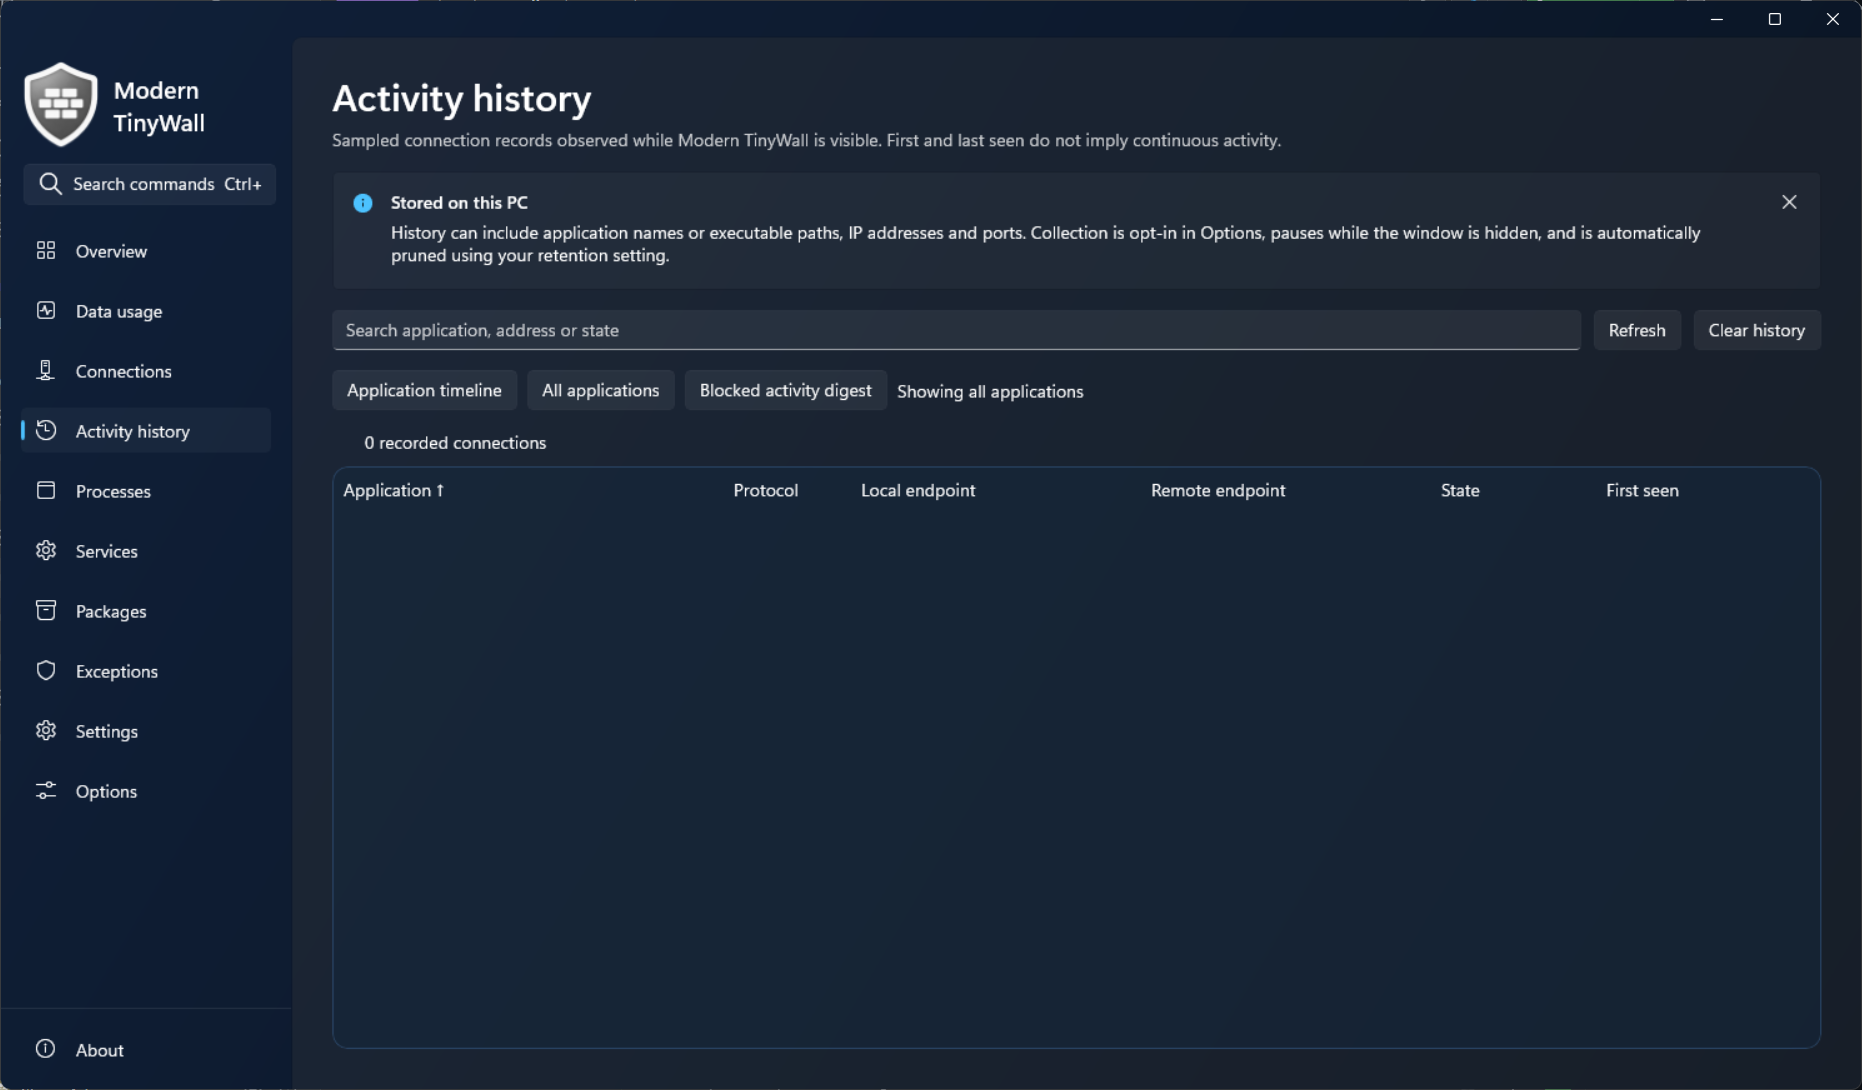 Modern
TinyWall
Search commands Ctrl+
Overview
Data usage
Connections
Activity history
Processes
Services
Packages
Exceptions
Settings
Options
About
Activity history
Sampled connection records observed while Modern TinyWall is visible. First and last seen do not imply continuous activity.
Stored on this PC
History can include application names or executable paths, IP addresses and ports. Collection is opt-in in Options, pauses while the window is hidden, and is automatically
pruned using your retention setting.
Search application, address or state
Refresh
Clear history
Application timeline
All applications
Blocked activity digest
Showing all applications
0 recorded connections
Application ↑ Protocol Local endpoint Remote endpoint State First seen